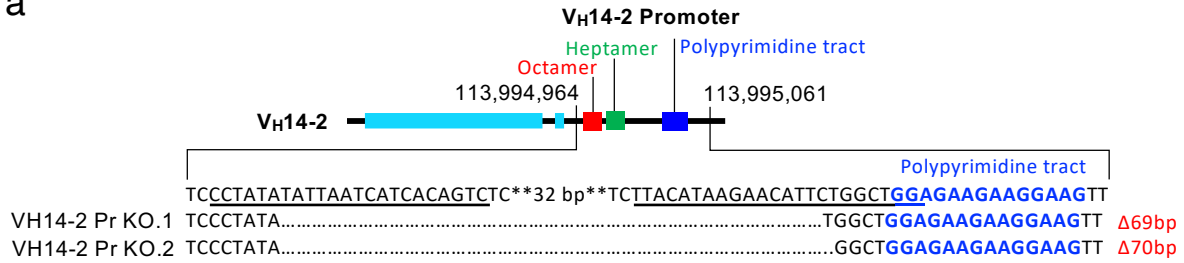 a
VH14-2 Promoter
Heptamer Polypyrimidine tract
Octamer
113,994,964 113,995,061
VH14-2
Polypyrimidine tract
TCCCTATATATTAATCATCACAGTCTC**32 bp**TCTTACATAAGAACATTCTGGCTGGAGAAGAAGGAAGTT
VH14-2 Pr KO.1 TCCCTATA....................................................................................TGGCTGGAGAAGAAGGAAGTT Δ69bp
VH14-2 Pr KO.2 TCCCTATA......................................................................................GGCTGGAGAAGAAGGAAGTT Δ70bp